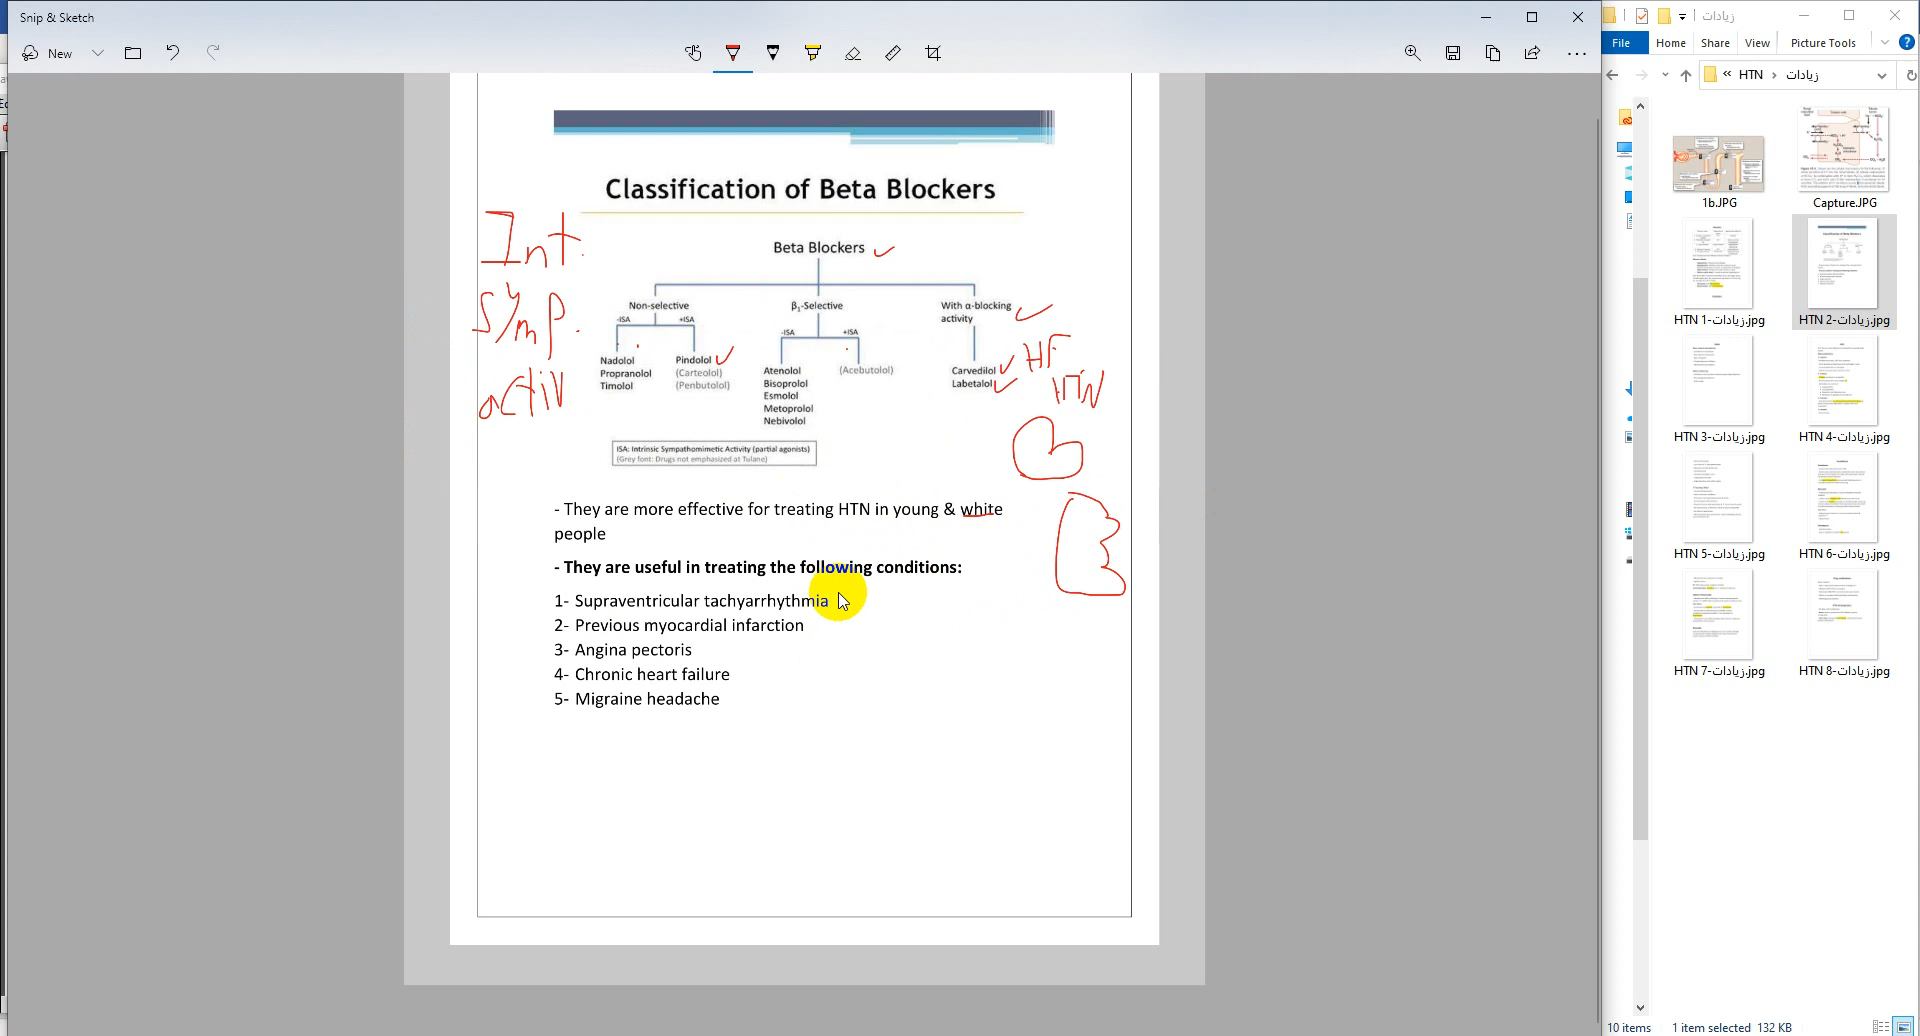 Snip & Sketch
New
Classification of Beta Blockers
Beta Blockers
Non-selective
β1-Selective
With α-blocking
activity
-ISA
+ISA
-ISA
+ISA
Nadolol
Propranolol
Timolol
Pindolol
(Carteolol)
(Penbutolol)
Atenolol
Bisoprolol
Esmolol
Metoprolol
Nebivolol
(Acebutolol)
Carvedilol
Labetalol
ISA: Intrinsic Sympathomimetic Activity (partial agonists)
(Grey font: Drugs not emphasized at Tulane)
Int.
Symp.
activ
HF
HTN
- They are more effective for treating HTN in young & white
people
- They are useful in treating the following conditions:
1- Supraventricular tachyarrhythmia
2- Previous myocardial infarction
3- Angina pectoris
4- Chronic heart failure
5- Migraine headache
زيادات
File Home Share View Picture Tools
« HTN › زيادات
1b.JPG
Capture.JPG
HTN 1-زيادات.jpg
HTN 2-زيادات.jpg
HTN 3-زيادات.jpg
HTN 4-زيادات.jpg
HTN 5-زيادات.jpg
HTN 6-زيادات.jpg
HTN 7-زيادات.jpg
HTN 8-زيادات.jpg
10 items 1 item selected 132 KB